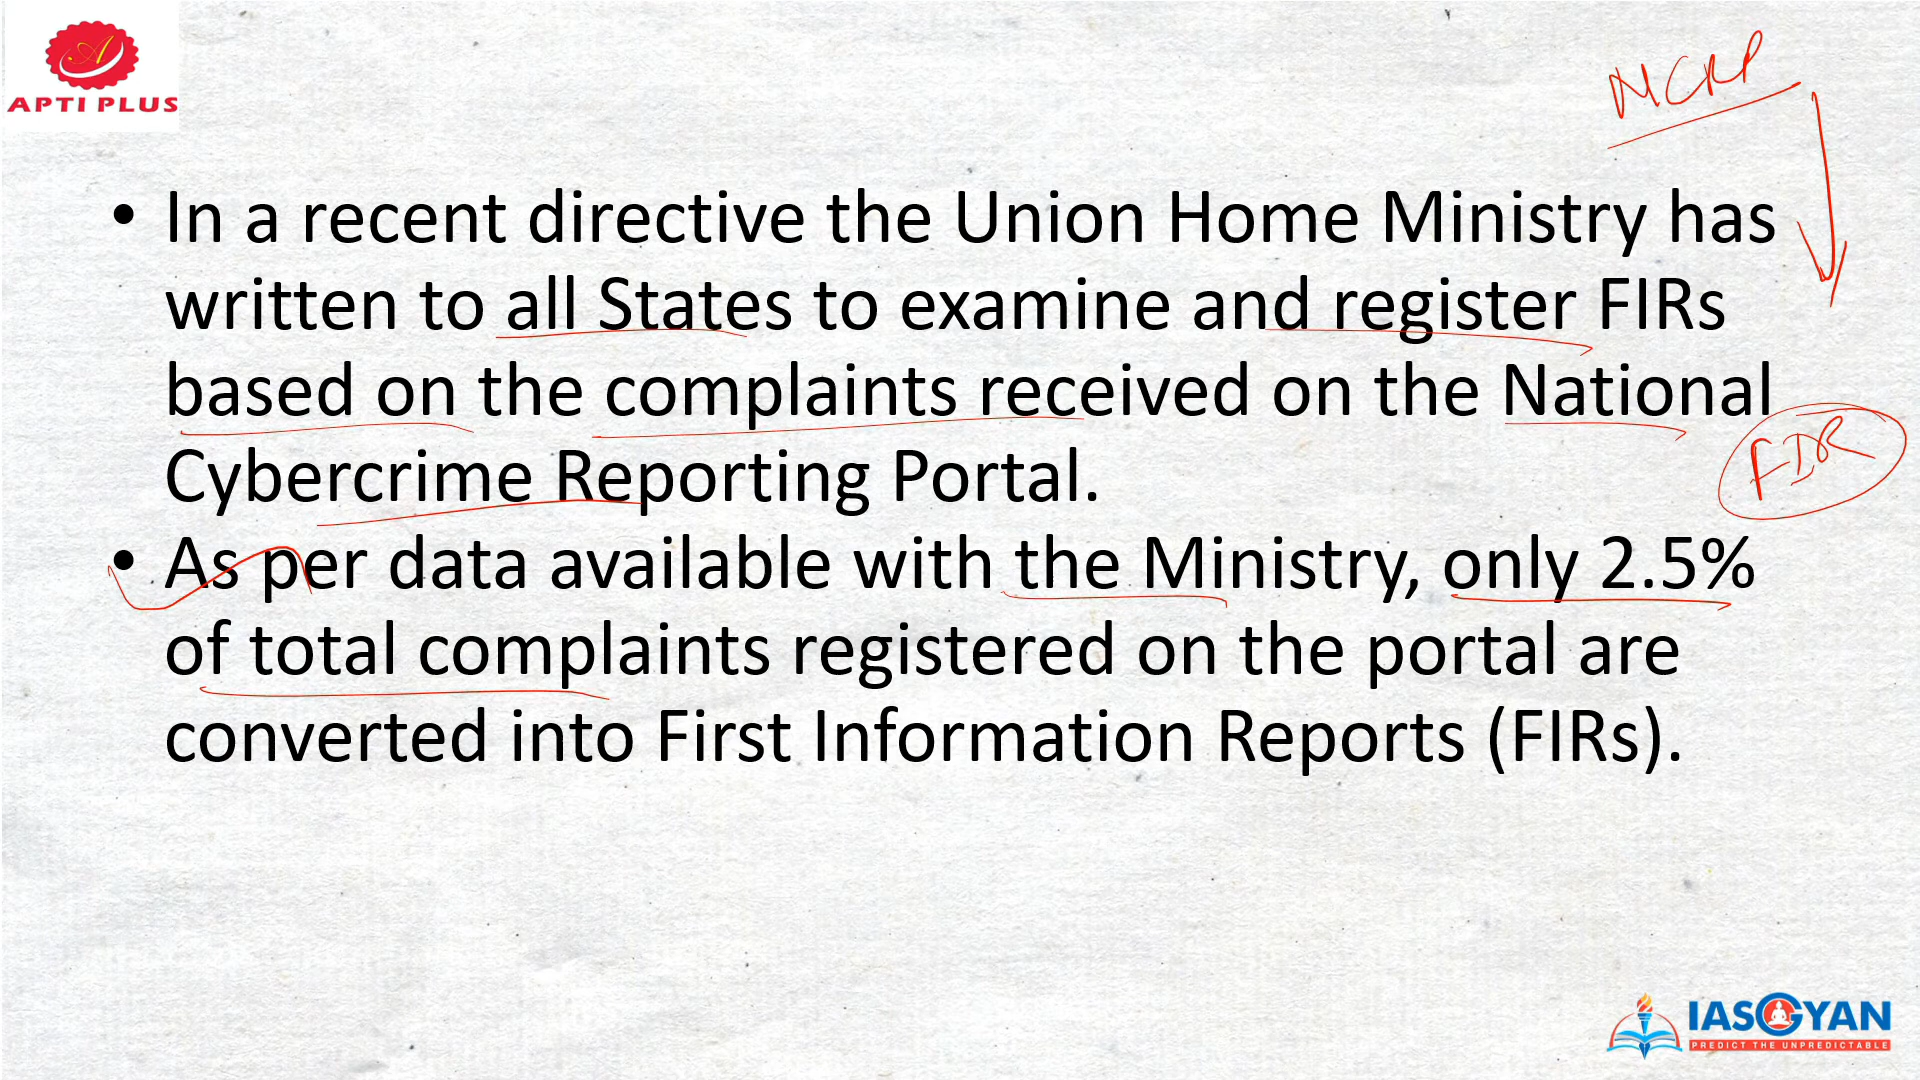 APTI PLUS
NCRP
• In a recent directive the Union Home Ministry has
written to all States to examine and register FIRs
based on the complaints received on the National
Cybercrime Reporting Portal.
FIR
• As per data available with the Ministry, only 2.5%
of total complaints registered on the portal are
converted into First Information Reports (FIRs).
IASGYAN
PREDICT THE UNPREDICTABLE